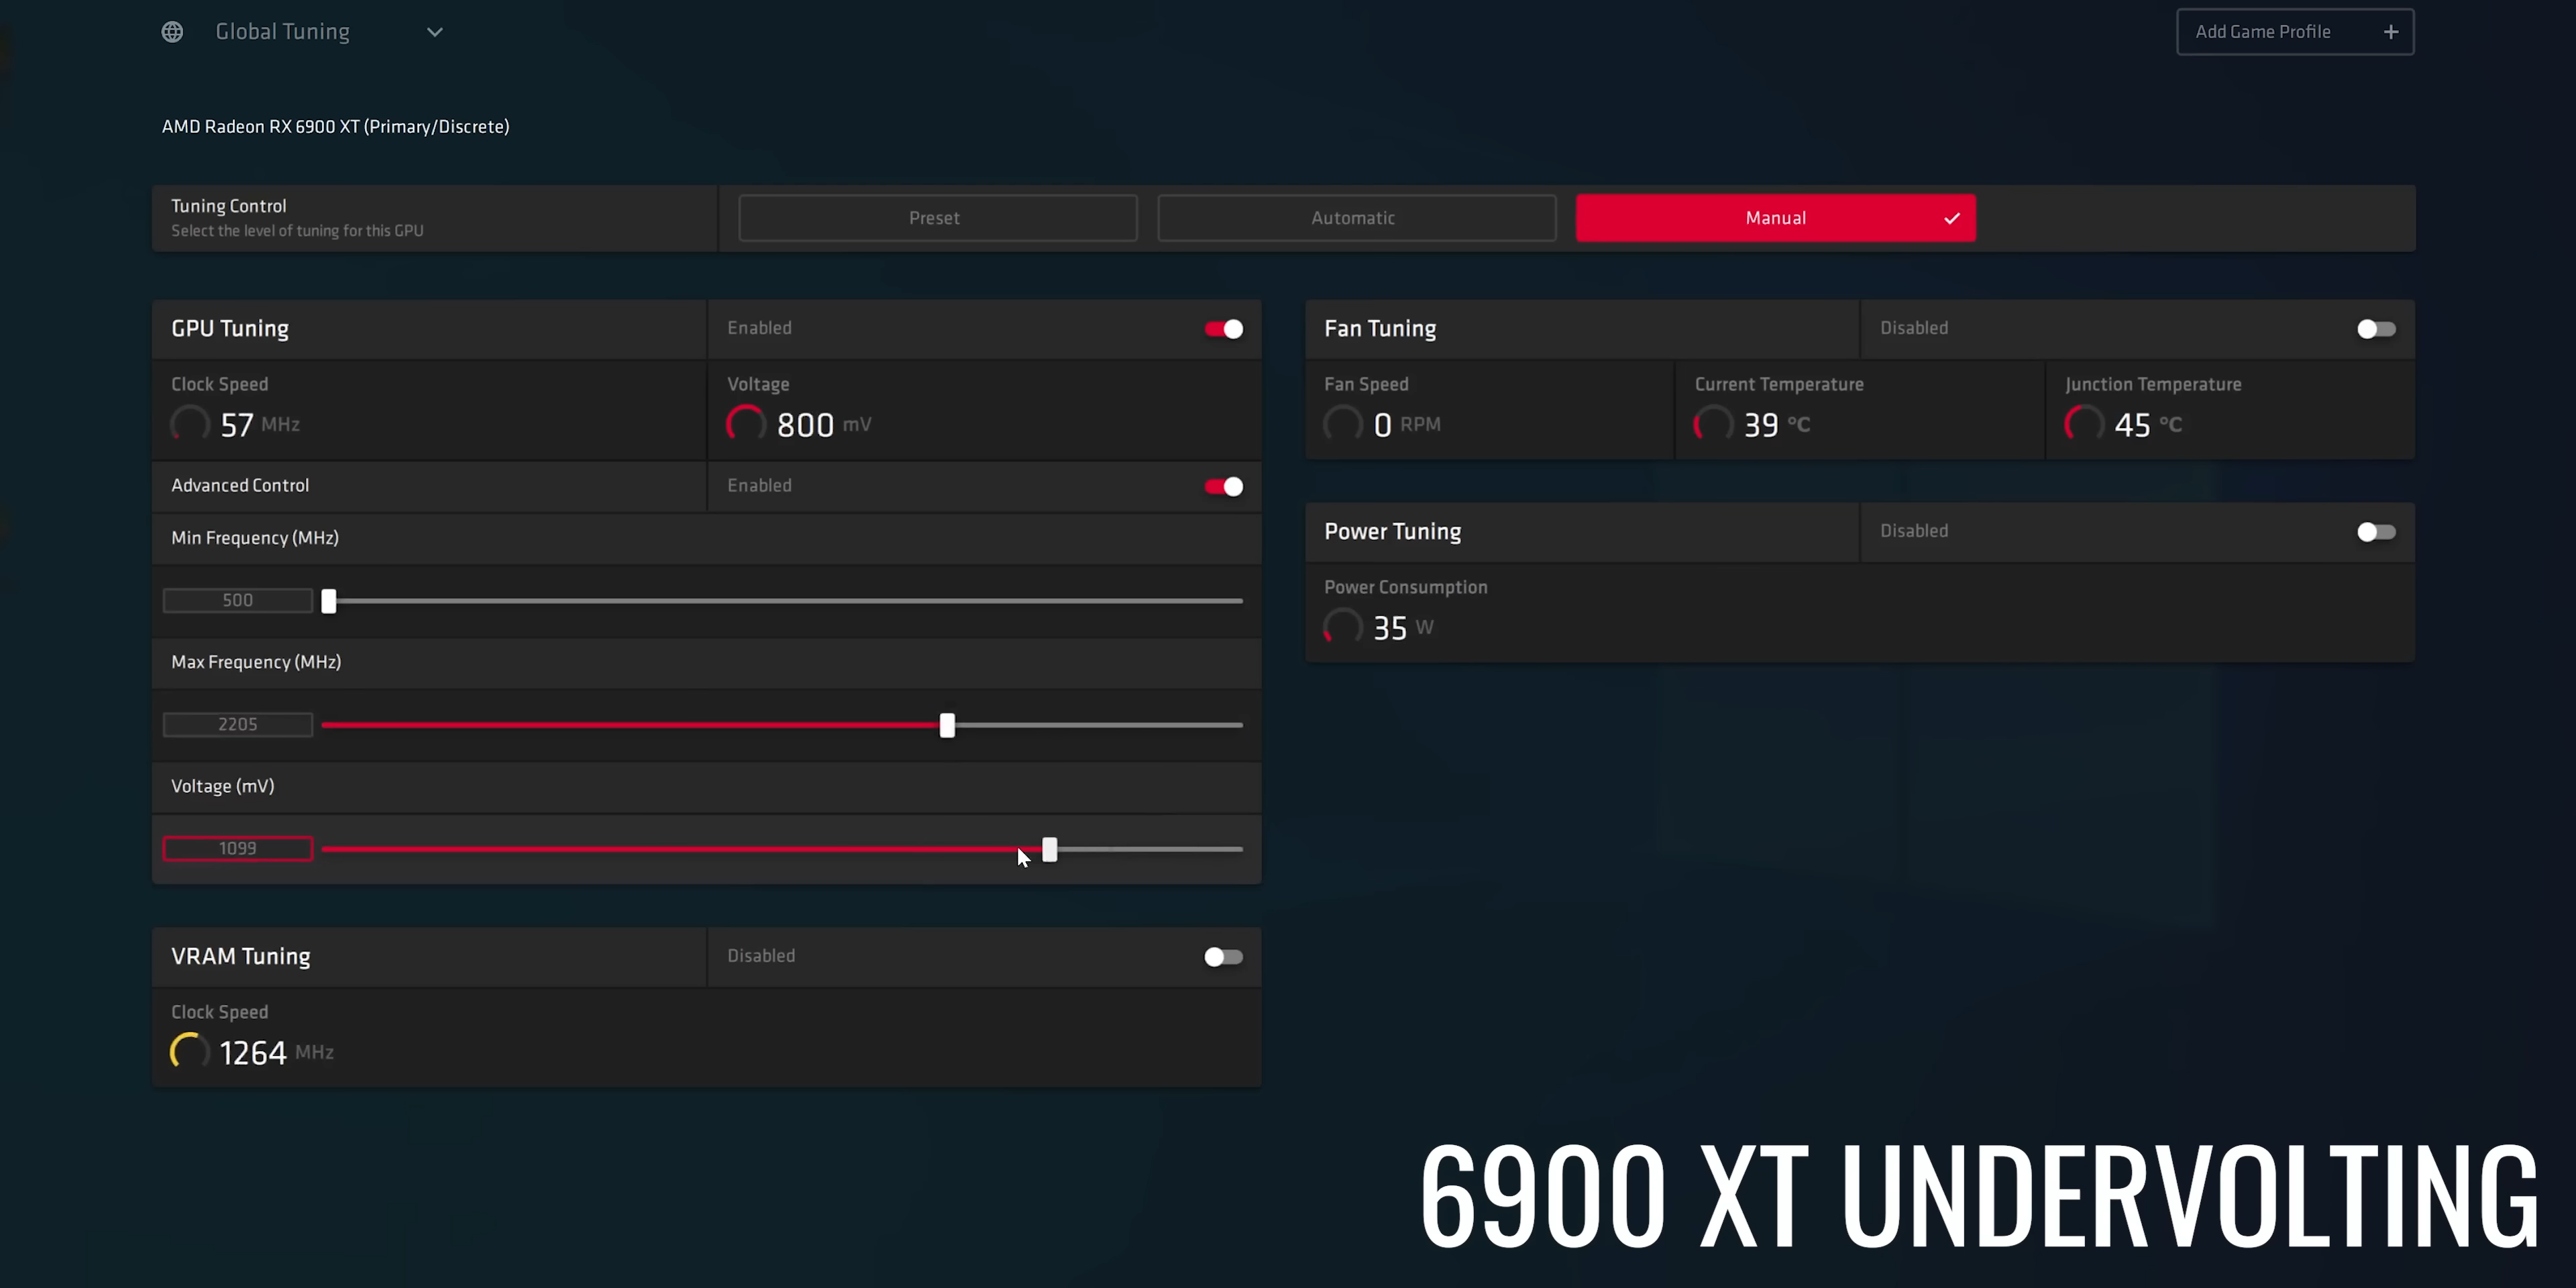 Global Tuning
Add Game Profile +
AMD Radeon RX 6900 XT (Primary/Discrete)
Tuning Control
Select the level of tuning for this GPU
Preset
Automatic
Manual
GPU Tuning
Enabled
Clock Speed
57 MHz
Voltage
800 mV
Advanced Control
Enabled
Min Frequency (MHz)
500
Max Frequency (MHz)
2205
Voltage (mV)
1099
VRAM Tuning
Disabled
Clock Speed
1264 MHz
Fan Tuning
Disabled
Fan Speed
0 RPM
Current Temperature
39 °C
Junction Temperature
45 °C
Power Tuning
Disabled
Power Consumption
35 W
6900 XT UNDERVOLTING